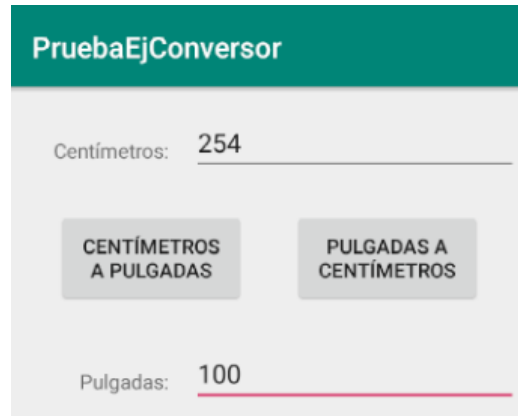 PruebaEjConversor
Centímetros: 254
CENTÍMETROS
A PULGADAS
PULGADAS A
CENTÍMETROS
Pulgadas: 100